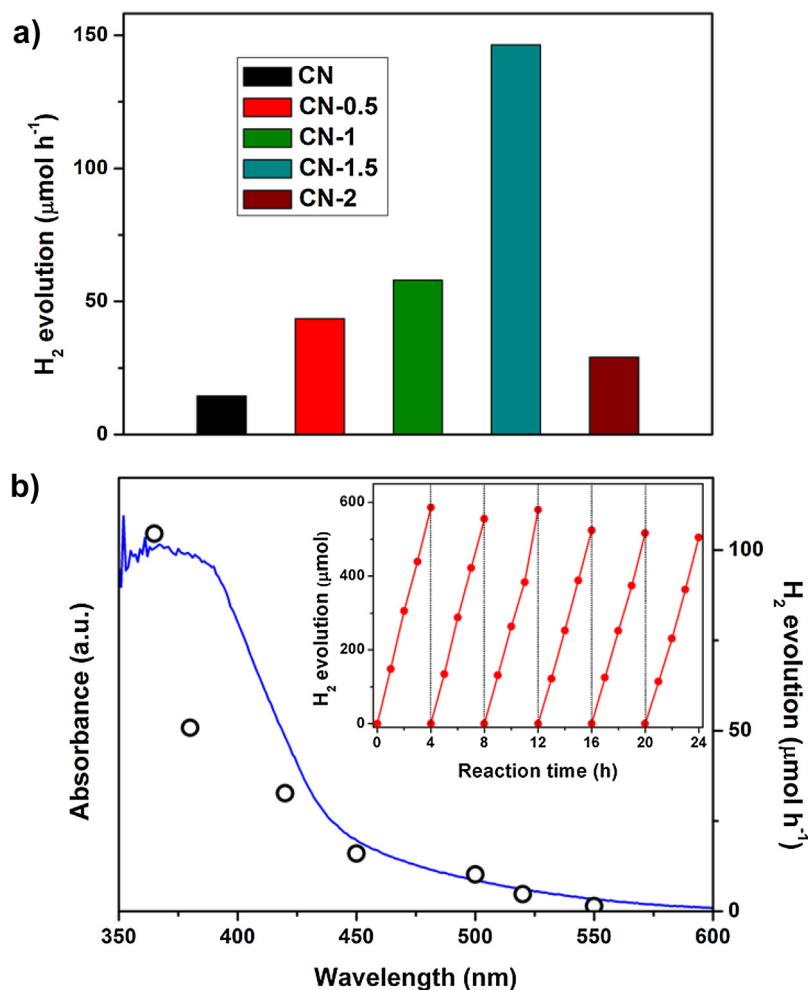 a)
H₂ evolution (μmol h⁻¹)
150
100
50
0
CN
CN-0.5
CN-1
CN-1.5
CN-2
b)
Absorbance (a.u.)
H₂ evolution (μmol)
600
400
200
0
0 4 8 12 16 20 24
Reaction time (h)
100
50
0
H₂ evolution (μmol h⁻¹)
350 400 450 500 550 600
Wavelength (nm)